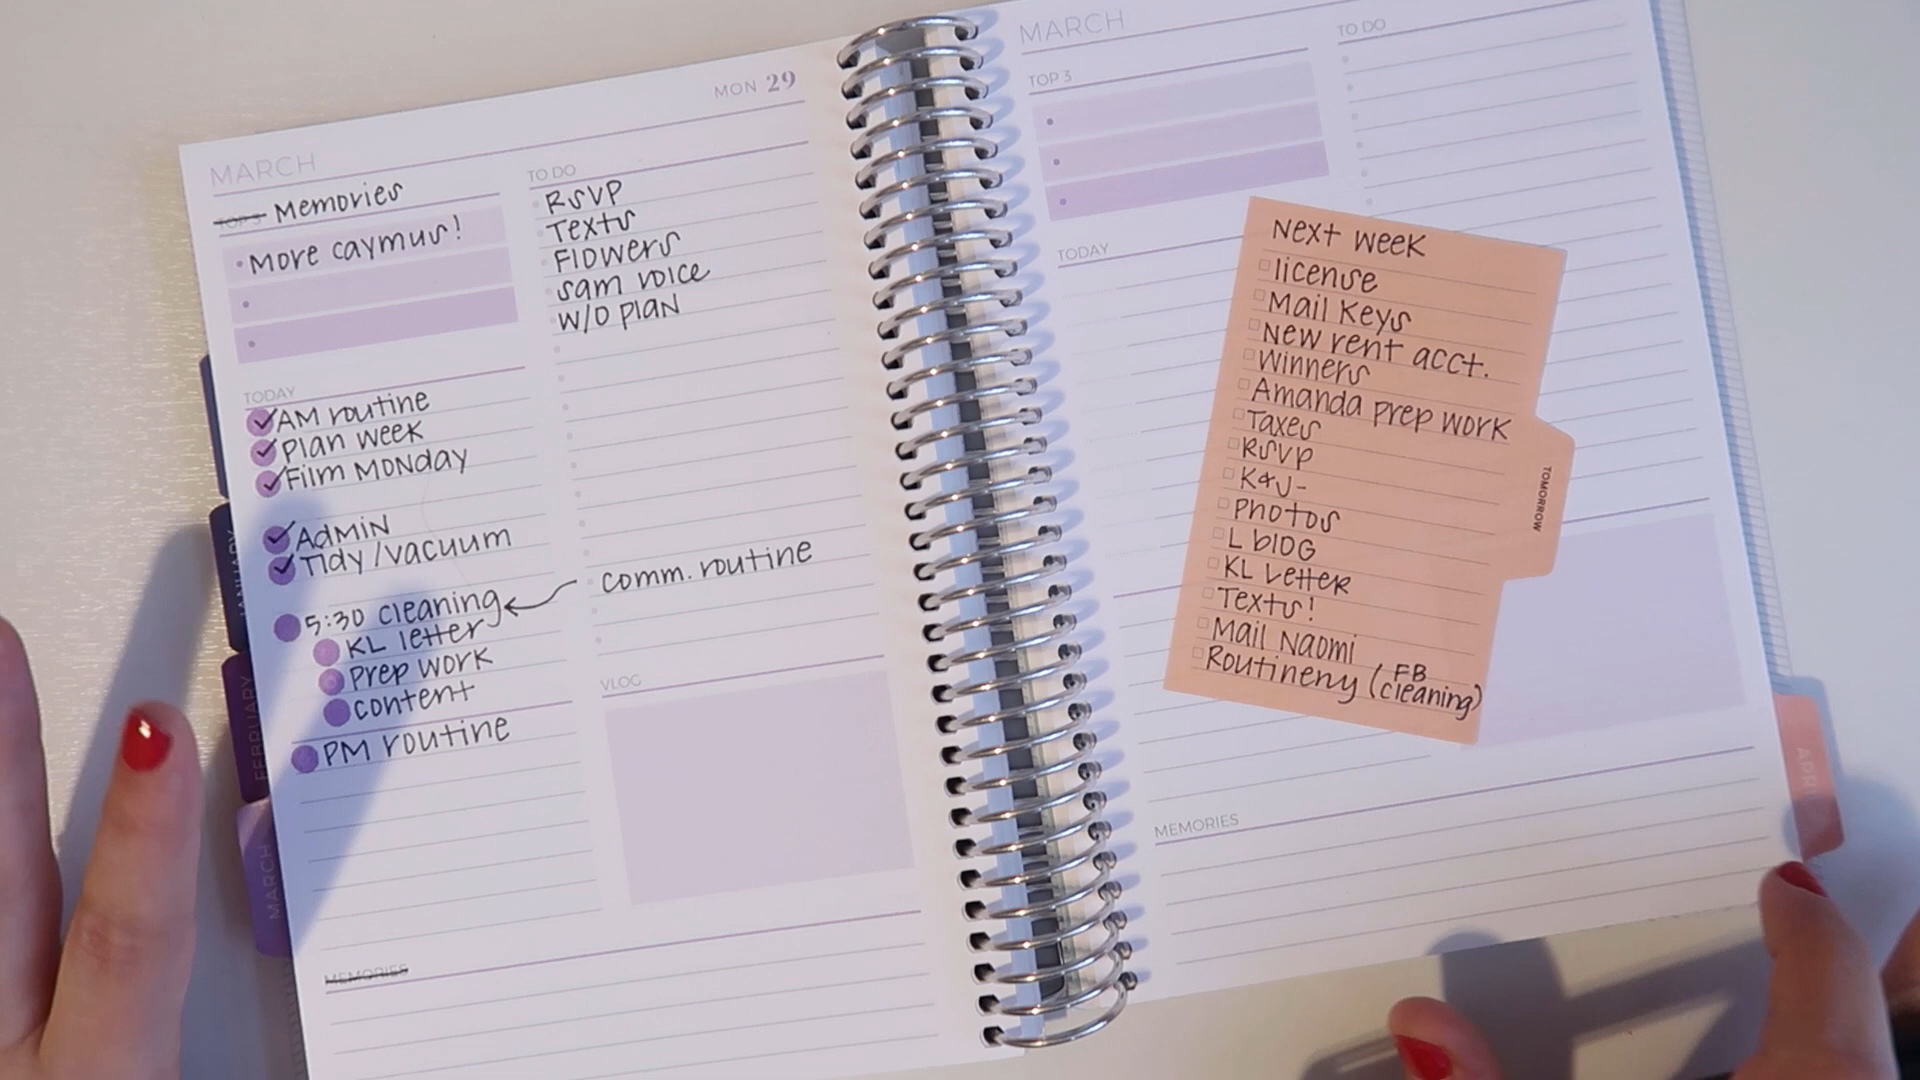 MARCH
MON 29
TOP 3 Memories
More caymus!
TODAY
AM routine
Plan week
Film Monday
Admin
Tidy/vacuum
5:30 cleaning
KL letter
Prep work
content
PM routine
TO DO
RSVP
Texts
Flowers
sam voice
W/O Plan
comm. routine
VLOG
MEMORIES
JANUARY
FEBRUARY
MARCH
MARCH
TOP 3
TO DO
TODAY
Next week
license
Mail Keys
New rent acct.
Winners
Amanda prep work
Taxes
RSVP
K&J-
Photos
L blog
KL Letter
Texts!
Mail Naomi
Routinery (FB cleaning)
TOMORROW
MEMORIES